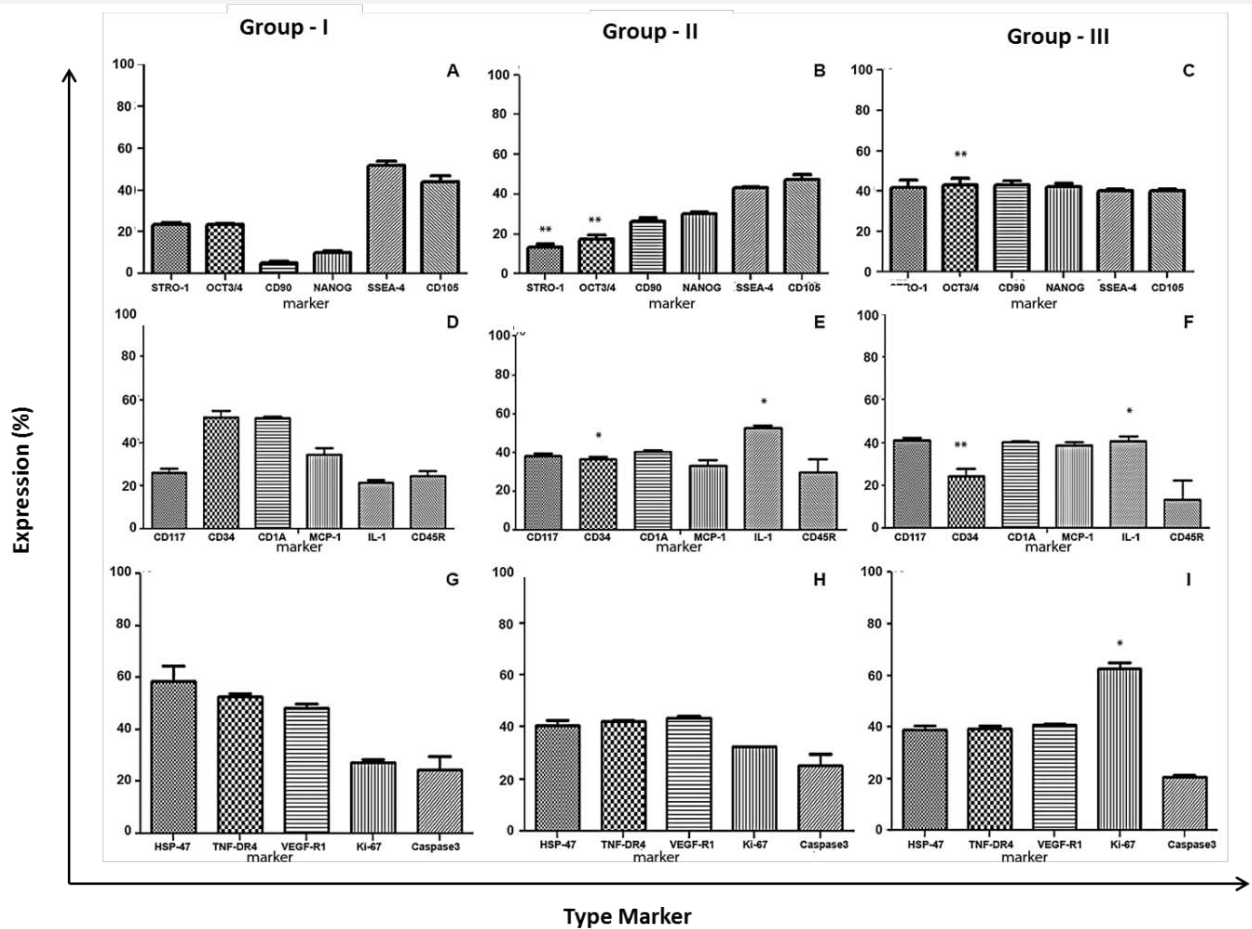 Group - I
Group - II
Group - III
A
100
80
60
40
20
0
STRO-1 OCT3/4 CD90 NANOG SSEA-4 CD105
marker
B
100
80
60
40
20
0
**
**
STRO-1 OCT3/4 CD90 NANOG SSEA-4 CD105
marker
C
100
80
60
40
20
0
**
RO-1 OCT3/4 CD90 NANOG SSEA-4 CD105
marker
D
100
80
60
40
20
0
CD117 CD34 CD1A MCP-1 IL-1 CD45R
marker
E
100
80
60
40
20
0
*
*
CD117 CD34 CD1A MCP-1 IL-1 CD45R
marker
F
100
80
60
40
20
0
**
*
CD117 CD34 CD1A MCP-1 IL-1 CD45R
marker
G
100
80
60
40
20
0
HSP-47 TNF-DR4 VEGF-R1 Ki-67 Caspase3
marker
H
100
80
60
40
20
0
HSP-47 TNF-DR4 VEGF-R1 Ki-67 Caspase3
marker
I
100
80
60
40
20
0
*
HSP-47 TNF-DR4 VEGF-R1 Ki-67 Caspase3
marker
Expression (%)
Type Marker